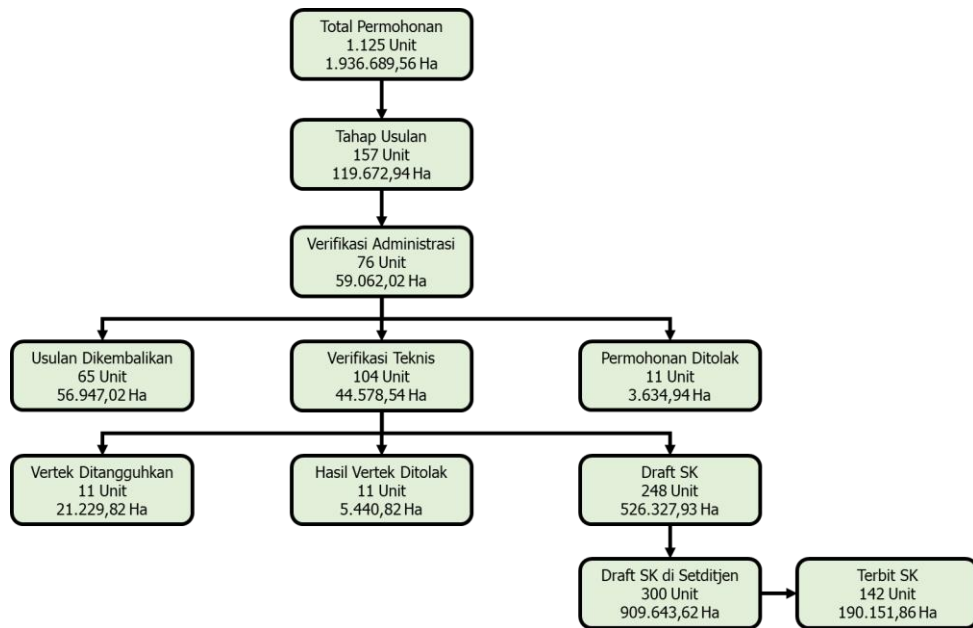 Total Permohonan
1.125 Unit
1.936.689,56 Ha
Tahap Usulan
157 Unit
119.672,94 Ha
Verifikasi Administrasi
76 Unit
59.062,02 Ha
Usulan Dikembalikan
65 Unit
56.947,02 Ha
Verifikasi Teknis
104 Unit
44.578,54 Ha
Permohonan Ditolak
11 Unit
3.634,94 Ha
Vertek Ditangguhkan
11 Unit
21.229,82 Ha
Hasil Vertek Ditolak
11 Unit
5.440,82 Ha
Draft SK
248 Unit
526.327,93 Ha
Draft SK di Setditjen
300 Unit
909.643,62 Ha
Terbit SK
142 Unit
190.151,86 Ha